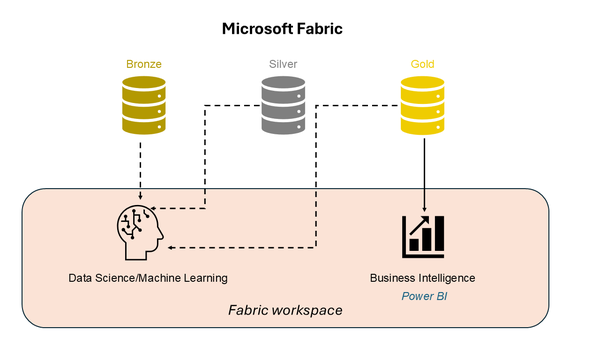 Microsoft Fabric
Bronze
Silver
Gold
Data Science/Machine Learning
Business Intelligence
Power BI
Fabric workspace